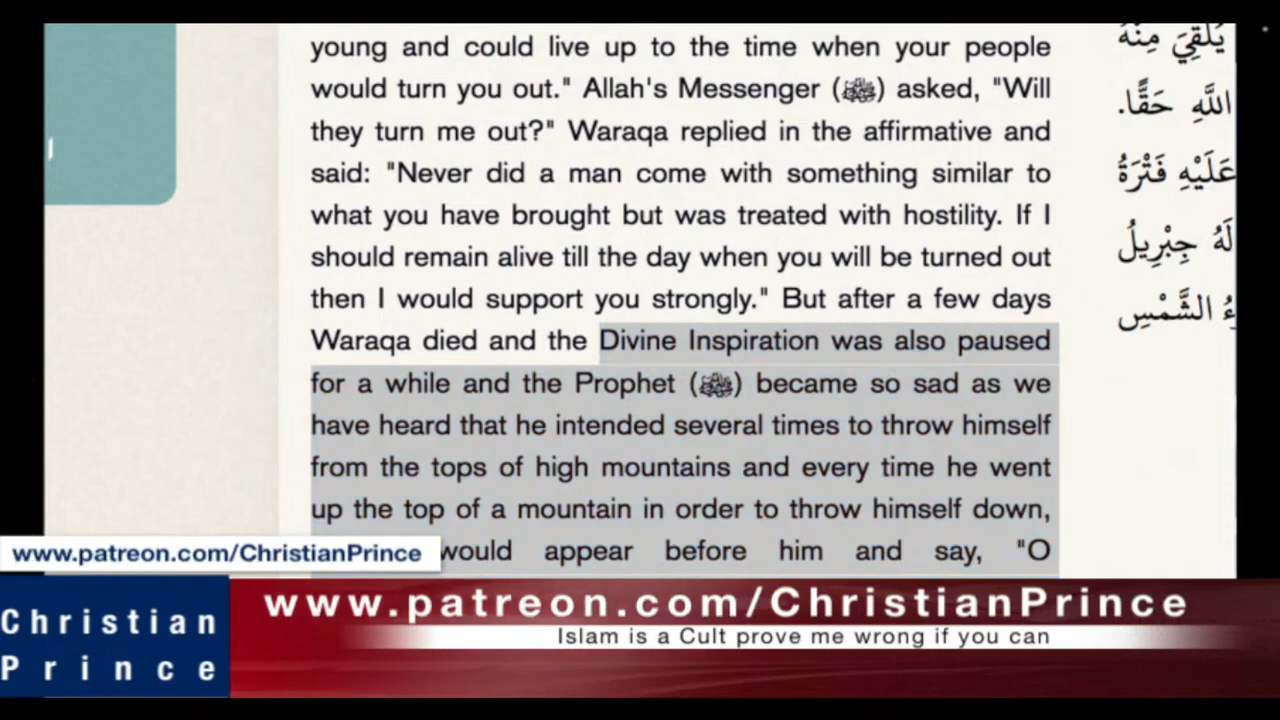 young and could live up to the time when your people
would turn you out." Allah's Messenger (ﷺ) asked, "Will
they turn me out?" Waraqa replied in the affirmative and
said: "Never did a man come with something similar to
what you have brought but was treated with hostility. If I
should remain alive till the day when you will be turned out
then I would support you strongly." But after a few days
Waraqa died and the Divine Inspiration was also paused
for a while and the Prophet (ﷺ) became so sad as we
have heard that he intended several times to throw himself
from the tops of high mountains and every time he went
up the top of a mountain in order to throw himself down,
would appear before him and say, "O
يُلْقِيَ مِنْهُ
اللَّهِ حَقًّا.
عَلَيْهِ فَتْرَةُ
لَهُ جِبْرِيلُ
الشَّمْسِ
www.patreon.com/ChristianPrince
Christian
Prince
www.patreon.com/ChristianPrince
Islam is a Cult prove me wrong if you can